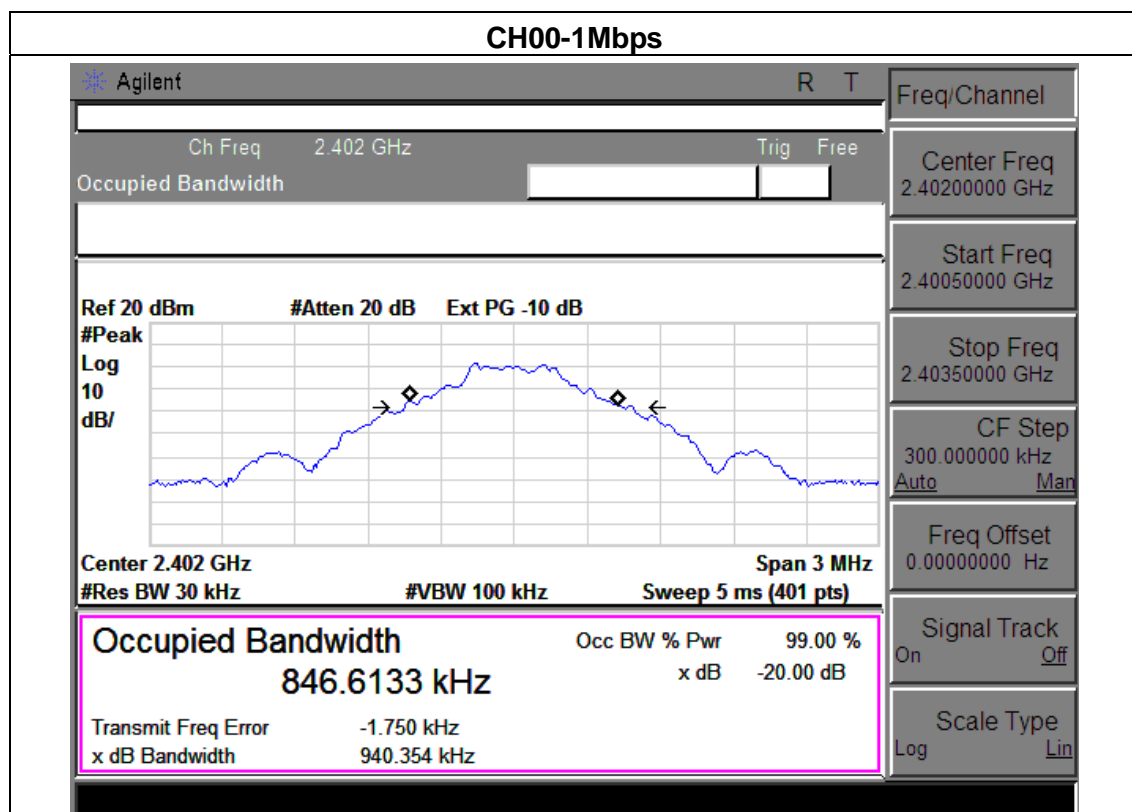 CH00-1Mbps
Agilent R T
Ch Freq 2.402 GHz Trig Free
Occupied Bandwidth
Ref 20 dBm #Atten 20 dB Ext PG -10 dB
#Peak
Log
10
dB/
Center 2.402 GHz Span 3 MHz
#Res BW 30 kHz #VBW 100 kHz Sweep 5 ms (401 pts)
Occupied Bandwidth Occ BW % Pwr 99.00 %
846.6133 kHz x dB -20.00 dB
Transmit Freq Error -1.750 kHz
x dB Bandwidth 940.354 kHz
Freq/Channel
Center Freq
2.40200000 GHz
Start Freq
2.40050000 GHz
Stop Freq
2.40350000 GHz
CF Step
300.000000 kHz
Auto Man
Freq Offset
0.00000000 Hz
Signal Track
On Off
Scale Type
Log Lin